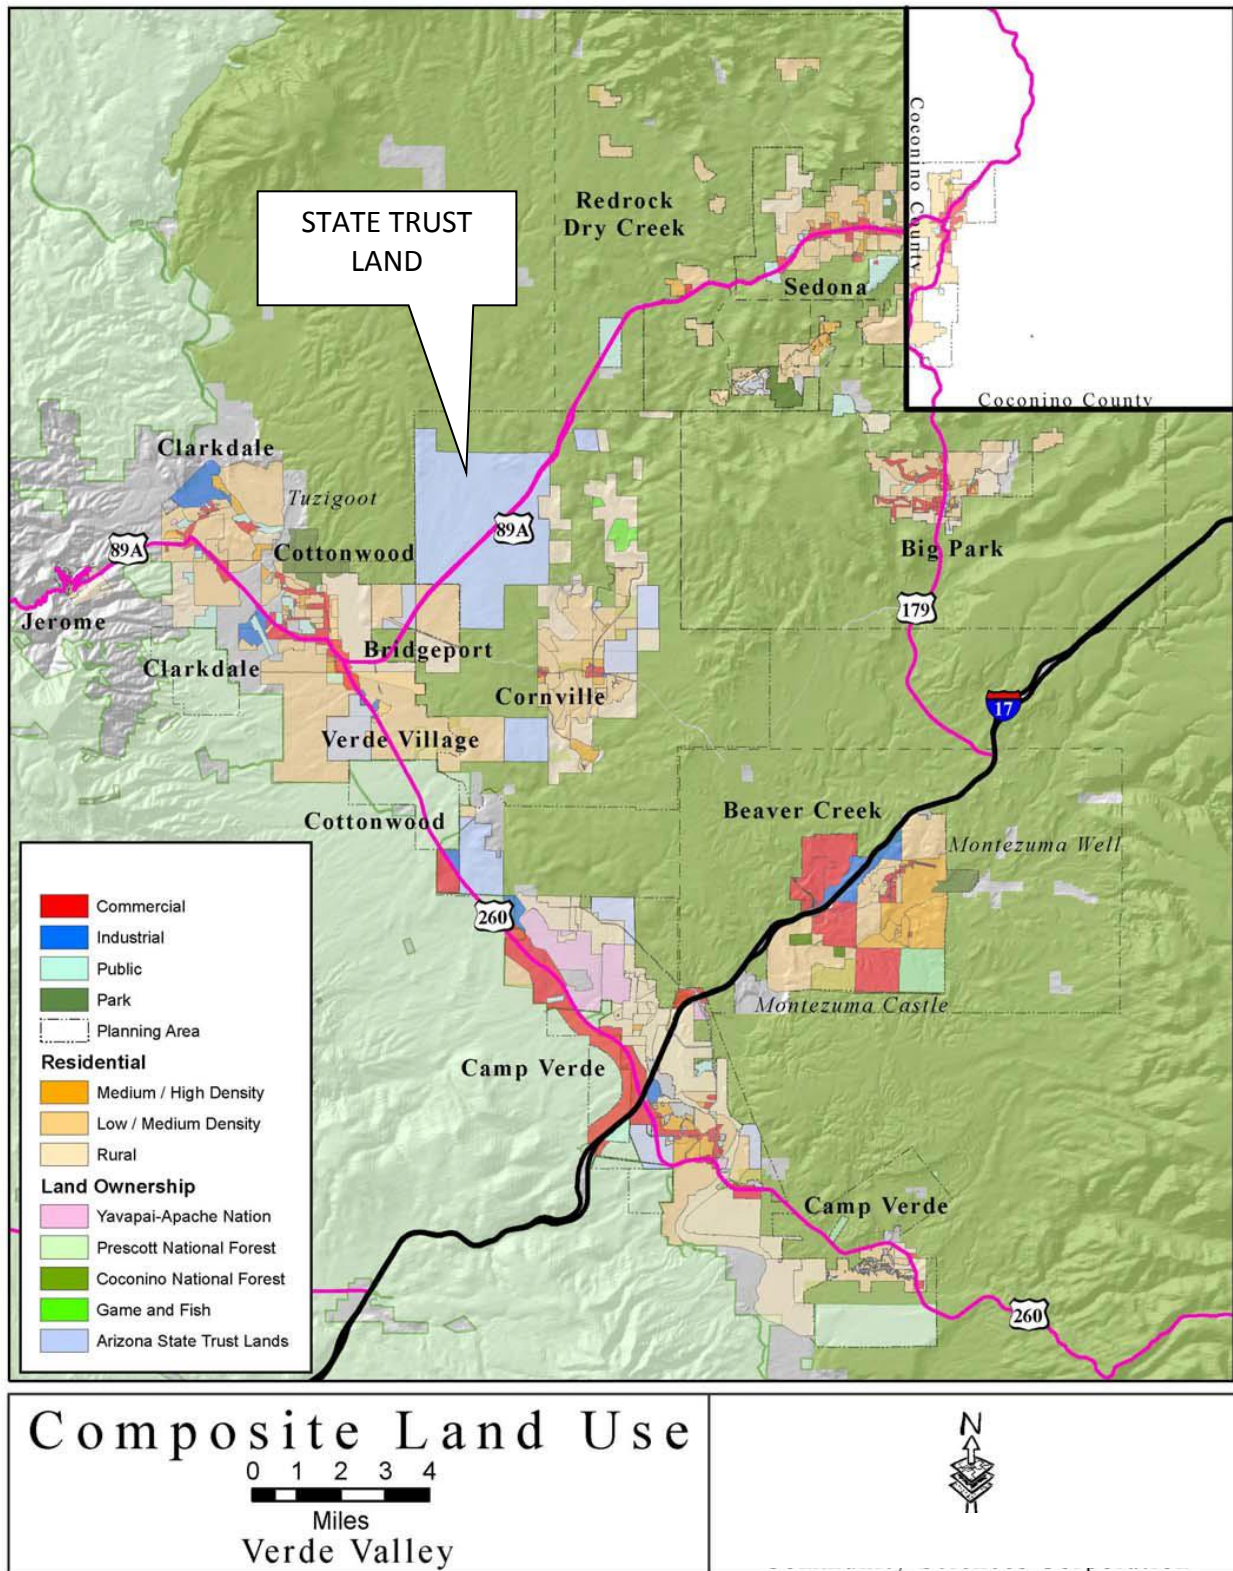 STATE TRUST
LAND
Redrock
Dry Creek
Sedona
Coconino County
Coconino County
Clarkdale
Tuzigoot
89A
89A
Cottonwood
Big Park
Jerome
179
Bridgeport
Clarkdale
Cornville
17
Verde Village
Cottonwood
Beaver Creek
Montezuma Well
260
Montezuma Castle
Camp Verde
Camp Verde
260
Commercial
Industrial
Public
Park
Planning Area
Residential
Medium / High Density
Low / Medium Density
Rural
Land Ownership
Yavapai-Apache Nation
Prescott National Forest
Coconino National Forest
Game and Fish
Arizona State Trust Lands
Composite Land Use
0 1 2 3 4
Miles
Verde Valley
N